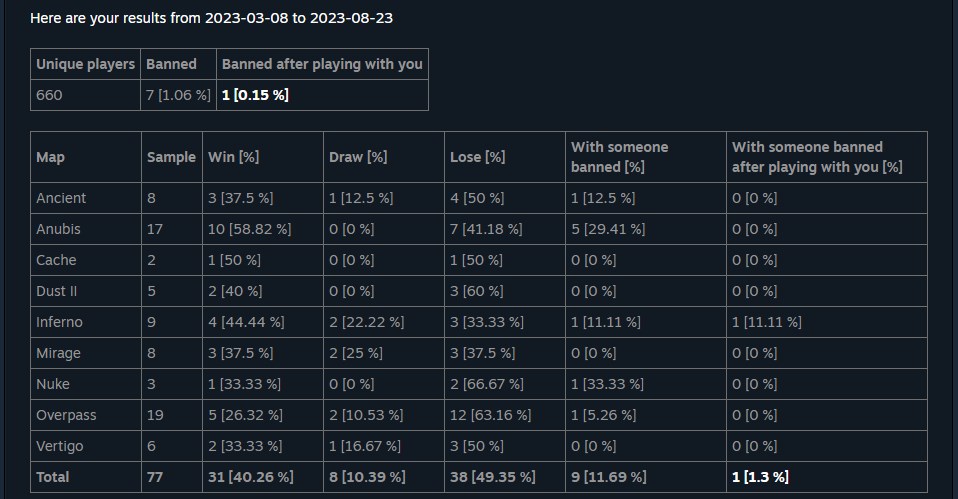 Here are your results from 2023-03-08 to 2023-08-23
Unique players Banned Banned after playing with you
660 7 [1.06 %] 1 [0.15 %]
Map Sample Win [%] Draw [%] Lose [%] With someone banned [%] With someone banned after playing with you [%]
Ancient 8 3 [37.5 %] 1 [12.5 %] 4 [50 %] 1 [12.5 %] 0 [0 %]
Anubis 17 10 [58.82 %] 0 [0 %] 7 [41.18 %] 5 [29.41 %] 0 [0 %]
Cache 2 1 [50 %] 0 [0 %] 1 [50 %] 0 [0 %] 0 [0 %]
Dust II 5 2 [40 %] 0 [0 %] 3 [60 %] 0 [0 %] 0 [0 %]
Inferno 9 4 [44.44 %] 2 [22.22 %] 3 [33.33 %] 1 [11.11 %] 1 [11.11 %]
Mirage 8 3 [37.5 %] 2 [25 %] 3 [37.5 %] 0 [0 %] 0 [0 %]
Nuke 3 1 [33.33 %] 0 [0 %] 2 [66.67 %] 1 [33.33 %] 0 [0 %]
Overpass 19 5 [26.32 %] 2 [10.53 %] 12 [63.16 %] 1 [5.26 %] 0 [0 %]
Vertigo 6 2 [33.33 %] 1 [16.67 %] 3 [50 %] 0 [0 %] 0 [0 %]
Total 77 31 [40.26 %] 8 [10.39 %] 38 [49.35 %] 9 [11.69 %] 1 [1.3 %]